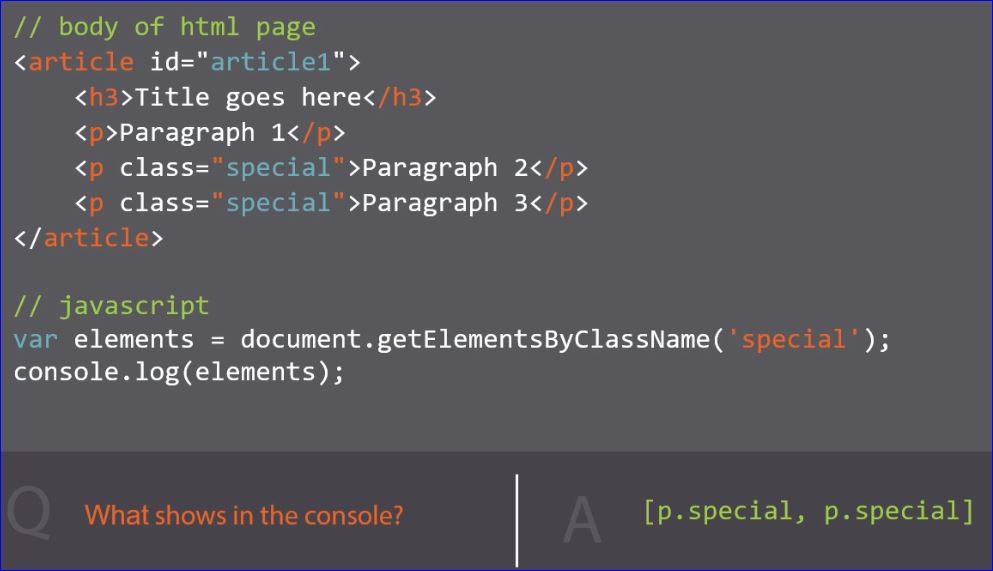 // body of html page
<article id="article1">
    <h3>Title goes here</h3>
    <p>Paragraph 1</p>
    <p class="special">Paragraph 2</p>
    <p class="special">Paragraph 3</p>
</article>
// javascript
var elements = document.getElementsByClassName('special');
console.log(elements);
Q What shows in the console?
A [p.special, p.special]